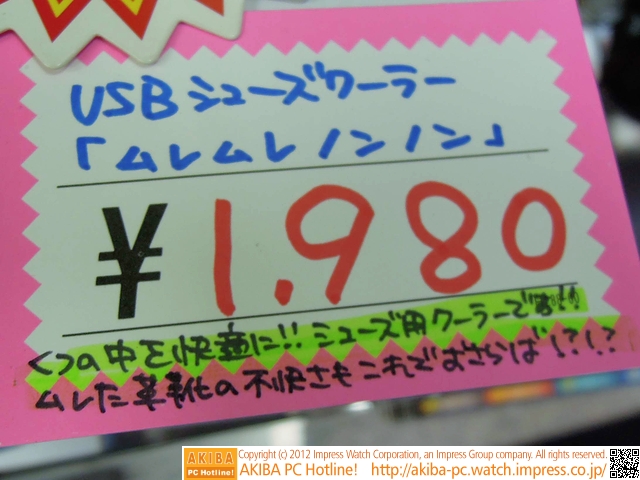 USBシューズクーラー
「ムレムレノンノン」
¥1.980
くつの中を快適に!! シューズ用クーラーです!!
ムレた革靴の不快さもこれでおさらば!?!?
AKIBA
PC Hotline!
Copyright (c) 2012 Impress Watch Corporation, an Impress Group company. All rights reserved.
AKIBA PC Hotline! http://akiba-pc.watch.impress.co.jp/